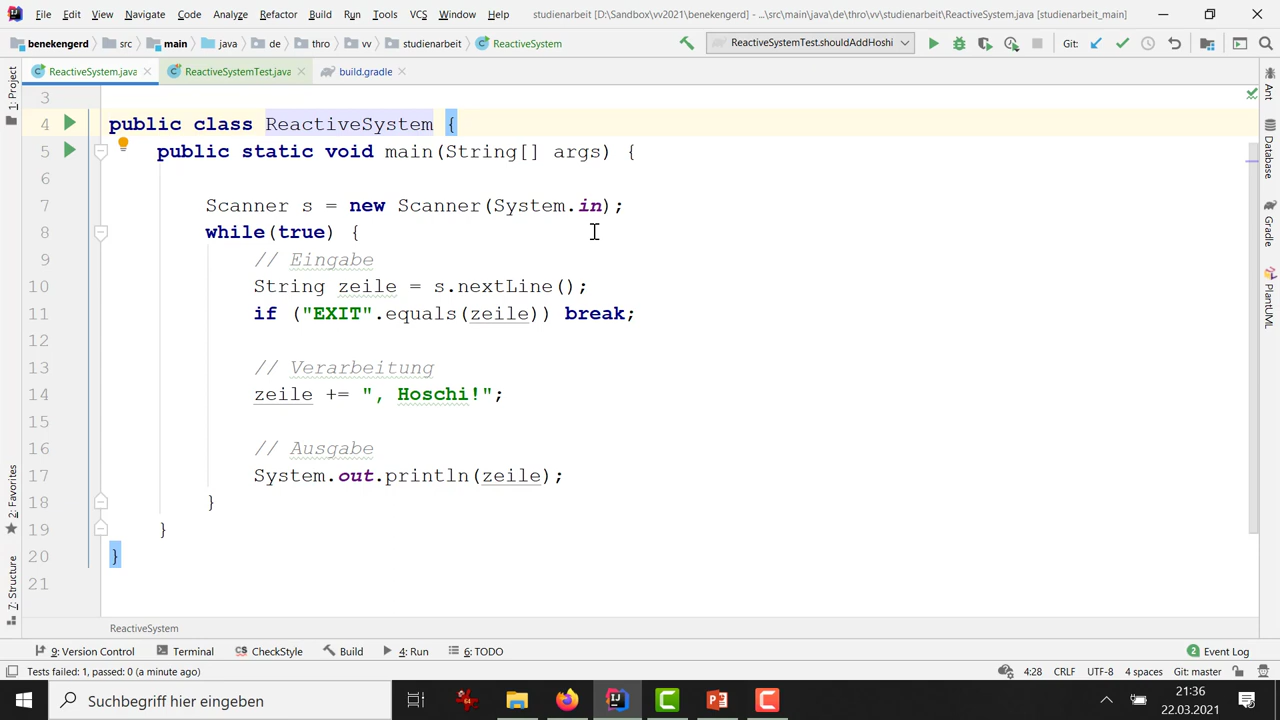 File Edit View Navigate Code Analyze Refactor Build Run Tools VCS Window Help studienarbeit [D:\Sandbox\vv2021\benekengerd] - ...\src\main\java\de\thro\vv\studienarbeit\ReactiveSystem.java [studienarbeit_main]
benekengerd src main java de thro vv studienarbeit ReactiveSystem ReactiveSystemTest.shouldAddHoshi Git:
ReactiveSystem.java ReactiveSystemTest.java build.gradle
1: Project
2: Favorites
7: Structure
Ant
Database
Gradle
PlantUML
3
4 public class ReactiveSystem {
5 public static void main(String[] args) {
6
7 Scanner s = new Scanner(System.in);
8 while(true) {
9 // Eingabe
10 String zeile = s.nextLine();
11 if ("EXIT".equals(zeile)) break;
12
13 // Verarbeitung
14 zeile += ", Hoschi!";
15
16 // Ausgabe
17 System.out.println(zeile);
18 }
19 }
20 }
21
ReactiveSystem
9: Version Control Terminal CheckStyle Build 4: Run 6: TODO 2 Event Log
Tests failed: 1, passed: 0 (a minute ago) 4:28 CRLF UTF-8 4 spaces Git: master
Suchbegriff hier eingeben 21:36
22.03.2021